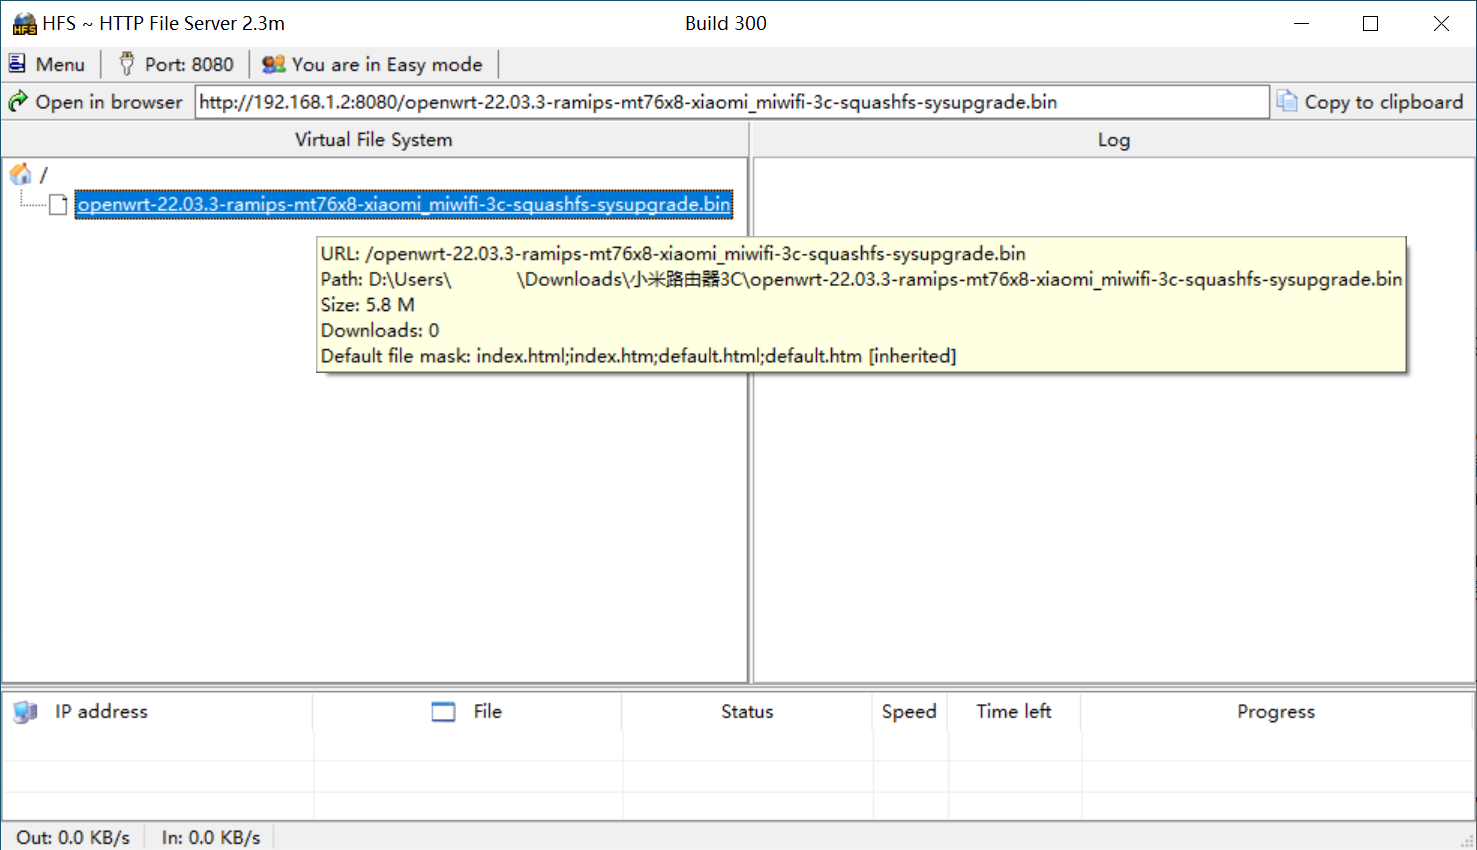 HFS ~ HTTP File Server 2.3m
Build 300
Menu
Port: 8080
You are in Easy mode
Open in browser
http://192.168.1.2:8080/openwrt-22.03.3-ramips-mt76x8-xiaomi_miwifi-3c-squashfs-sysupgrade.bin
Copy to clipboard
Virtual File System
Log
/
openwrt-22.03.3-ramips-mt76x8-xiaomi_miwifi-3c-squashfs-sysupgrade.bin
URL: /openwrt-22.03.3-ramips-mt76x8-xiaomi_miwifi-3c-squashfs-sysupgrade.bin
Path: D:\Users\ \Downloads\小米路由器3C\openwrt-22.03.3-ramips-mt76x8-xiaomi_miwifi-3c-squashfs-sysupgrade.bin
Size: 5.8 M
Downloads: 0
Default file mask: index.html;index.htm;default.html;default.htm [inherited]
IP address
File
Status
Speed
Time left
Progress
Out: 0.0 KB/s
In: 0.0 KB/s